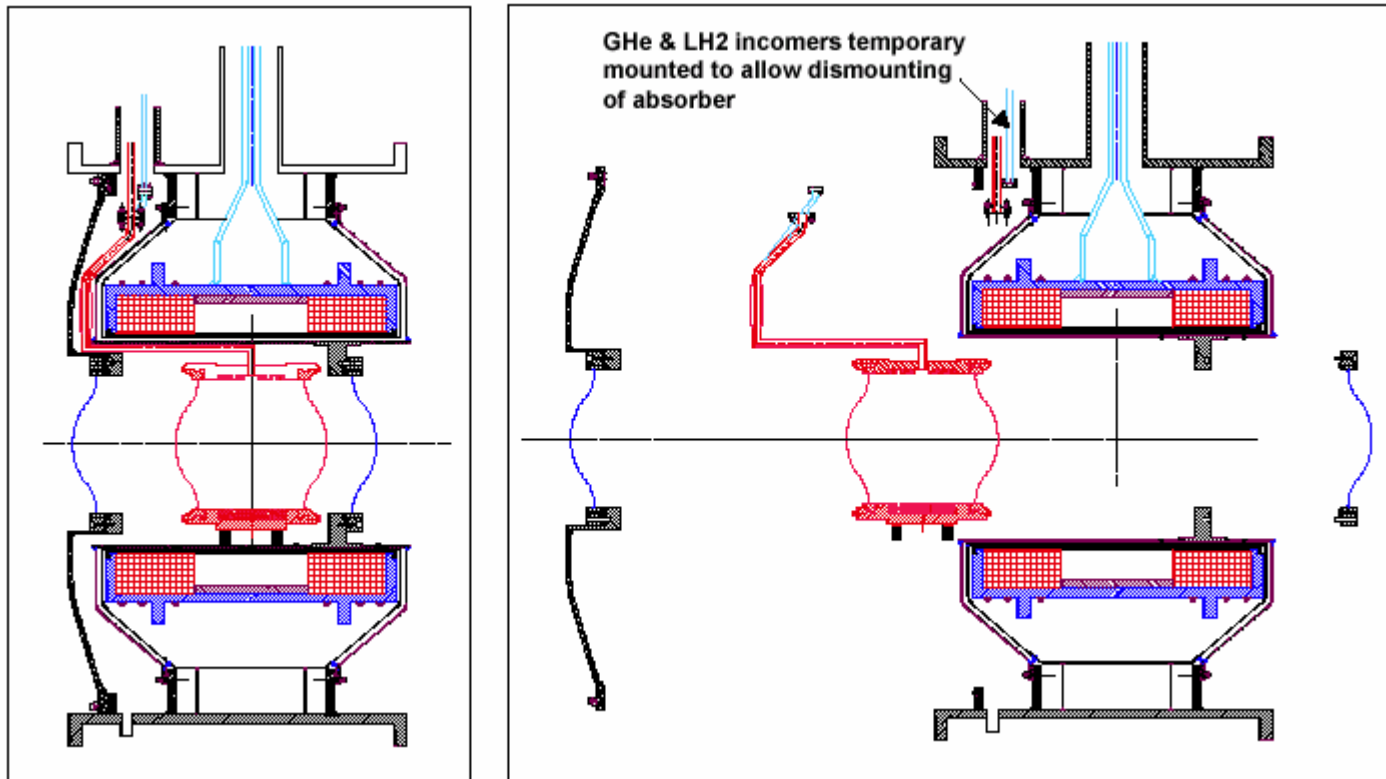 GHe & LH2 incomers temporary
mounted to allow dismounting
of absorber